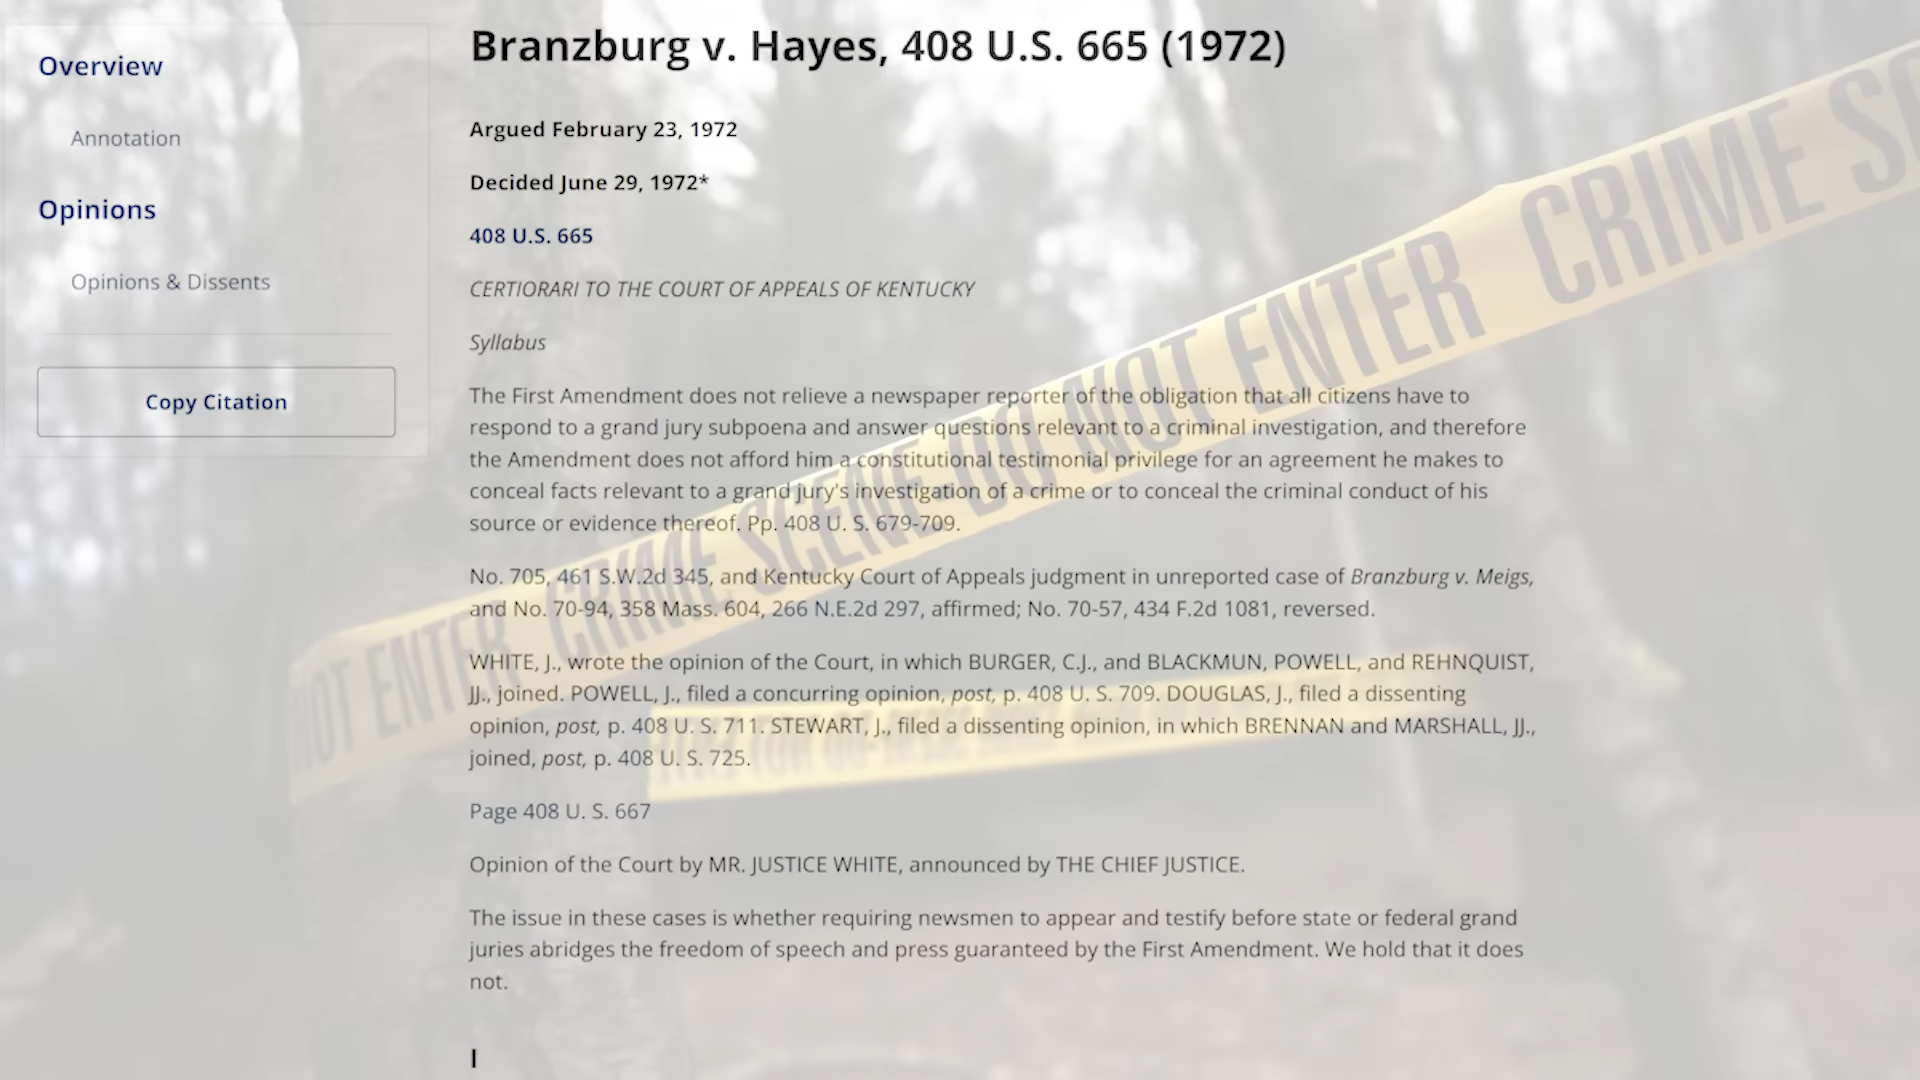 Overview
Annotation
Opinions
Opinions & Dissents
Copy Citation
Branzburg v. Hayes, 408 U.S. 665 (1972)
Argued February 23, 1972
Decided June 29, 1972*
408 U.S. 665
CERTIORARI TO THE COURT OF APPEALS OF KENTUCKY
Syllabus
The First Amendment does not relieve a newspaper reporter of the obligation that all citizens have to
respond to a grand jury subpoena and answer questions relevant to a criminal investigation, and therefore
the Amendment does not afford him a constitutional testimonial privilege for an agreement he makes to
conceal facts relevant to a grand jury's investigation of a crime or to conceal the criminal conduct of his
source or evidence thereof. Pp. 408 U. S. 679-709.
No. 705, 461 S.W.2d 345, and Kentucky Court of Appeals judgment in unreported case of Branzburg v. Meigs,
and No. 70-94, 358 Mass. 604, 266 N.E.2d 297, affirmed; No. 70-57, 434 F.2d 1081, reversed.
WHITE, J., wrote the opinion of the Court, in which BURGER, C.J., and BLACKMUN, POWELL, and REHNQUIST,
JJ., joined. POWELL, J., filed a concurring opinion, post, p. 408 U. S. 709. DOUGLAS, J., filed a dissenting
opinion, post, p. 408 U. S. 711. STEWART, J., filed a dissenting opinion, in which BRENNAN and MARSHALL, JJ.,
joined, post, p. 408 U. S. 725.
Page 408 U. S. 667
Opinion of the Court by MR. JUSTICE WHITE, announced by THE CHIEF JUSTICE.
The issue in these cases is whether requiring newsmen to appear and testify before state or federal grand
juries abridges the freedom of speech and press guaranteed by the First Amendment. We hold that it does
not.
I
NOT ENTER CRIME SCENE-DO NOT ENTER CRIME SC